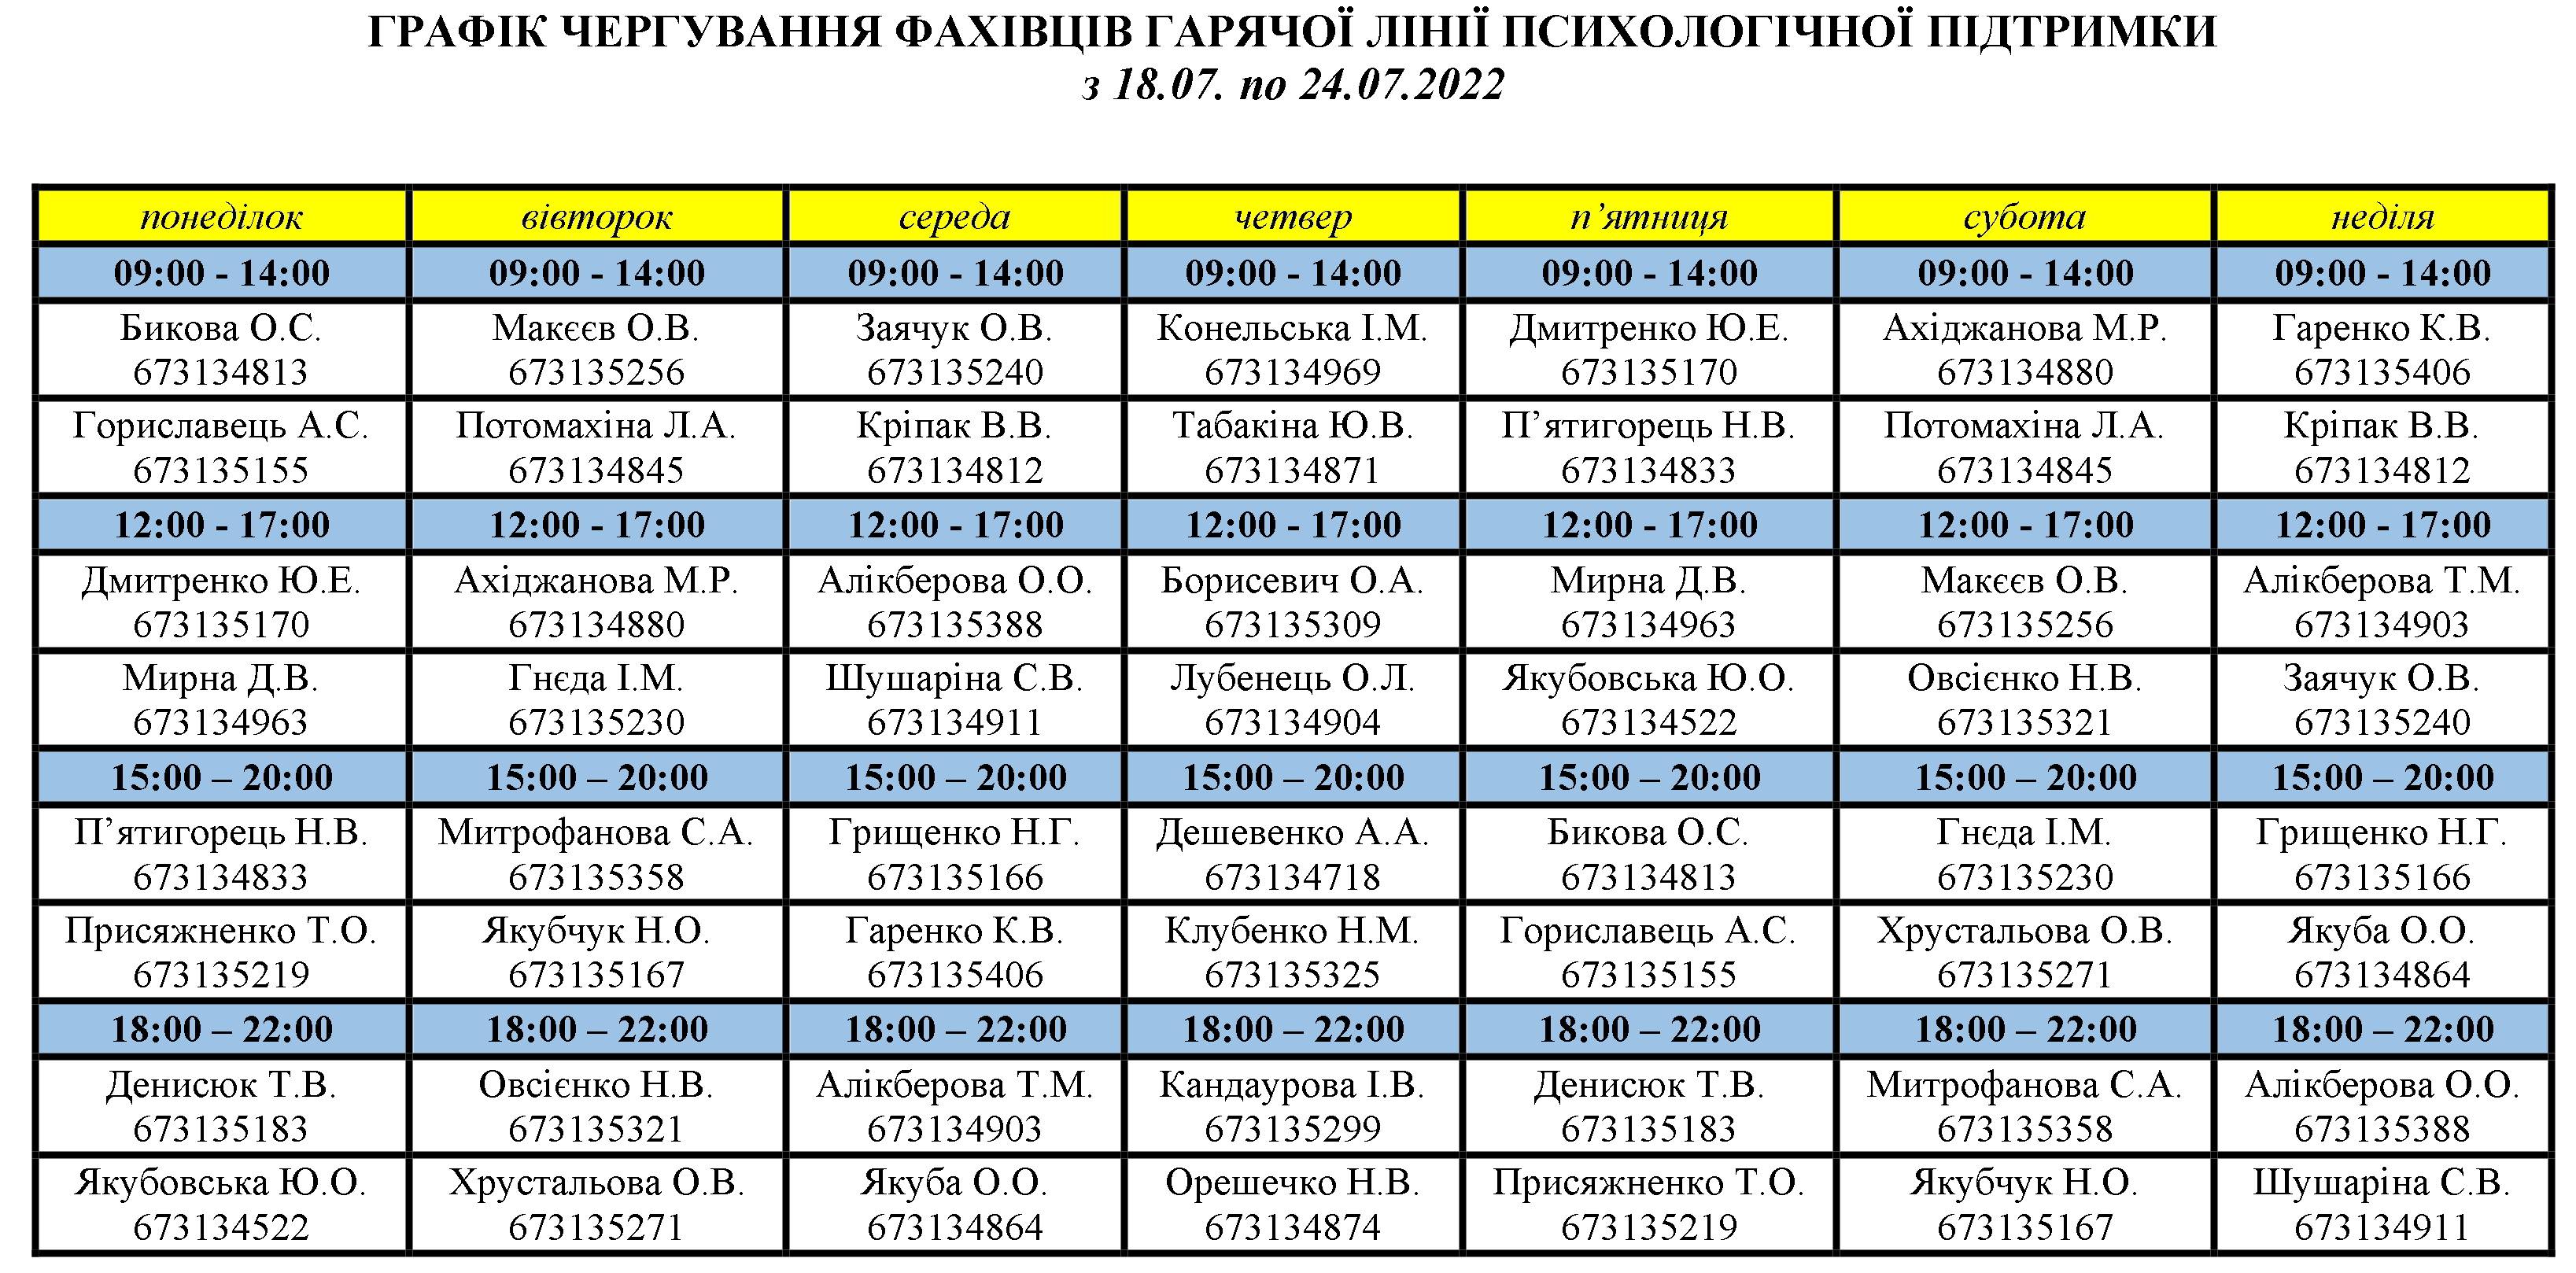 ГРАФІК ЧЕРГУВАННЯ ФАХІВЦІВ ГАРЯЧОЇ ЛІНІЇ ПСИХОЛОГІЧНОЇ ПІДТРИМКИ
з 18.07. по 24.07.2022
понеділок вівторок середа четвер п’ятниця субота неділя
09:00 - 14:00 09:00 - 14:00 09:00 - 14:00 09:00 - 14:00 09:00 - 14:00 09:00 - 14:00 09:00 - 14:00
Бикова О.С. Макєєв О.В. Заячук О.В. Конельська І.М. Дмитренко Ю.Е. Ахіджанова М.Р. Гаренко К.В.
673134813 673135256 673135240 673134969 673135170 673134880 673135406
Гориславець А.С. Потомахіна Л.А. Кріпак В.В. Табакіна Ю.В. П’ятигорець Н.В. Потомахіна Л.А. Кріпак В.В.
673135155 673134845 673134812 673134871 673134833 673134845 673134812
12:00 - 17:00 12:00 - 17:00 12:00 - 17:00 12:00 - 17:00 12:00 - 17:00 12:00 - 17:00 12:00 - 17:00
Дмитренко Ю.Е. Ахіджанова М.Р. Алікберова О.О. Борисевич О.А. Мирна Д.В. Макєєв О.В. Алікберова Т.М.
673135170 673134880 673135388 673135309 673134963 673135256 673134903
Мирна Д.В. Гнєда І.М. Шушаріна С.В. Лубенець О.Л. Якубовська Ю.О. Овсієнко Н.В. Заячук О.В.
673134963 673135230 673134911 673134904 673134522 673135321 673135240
15:00 – 20:00 15:00 – 20:00 15:00 – 20:00 15:00 – 20:00 15:00 – 20:00 15:00 – 20:00 15:00 – 20:00
П’ятигорець Н.В. Митрофанова С.А. Грищенко Н.Г. Дешевенко А.А. Бикова О.С. Гнєда І.М. Грищенко Н.Г.
673134833 673135358 673135166 673134718 673134813 673135230 673135166
Присяжненко Т.О. Якубчук Н.О. Гаренко К.В. Клубенко Н.М. Гориславець А.С. Хрустальова О.В. Якуба О.О.
673135219 673135167 673135406 673135325 673135155 673135271 673134864
18:00 – 22:00 18:00 – 22:00 18:00 – 22:00 18:00 – 22:00 18:00 – 22:00 18:00 – 22:00 18:00 – 22:00
Денисюк Т.В. Овсієнко Н.В. Алікберова Т.М. Кандаурова І.В. Денисюк Т.В. Митрофанова С.А. Алікберова О.О.
673135183 673135321 673134903 673135299 673135183 673135358 673135388
Якубовська Ю.О. Хрустальова О.В. Якуба О.О. Орешечко Н.В. Присяжненко Т.О. Якубчук Н.О. Шушаріна С.В.
673134522 673135271 673134864 673134874 673135219 673135167 673134911